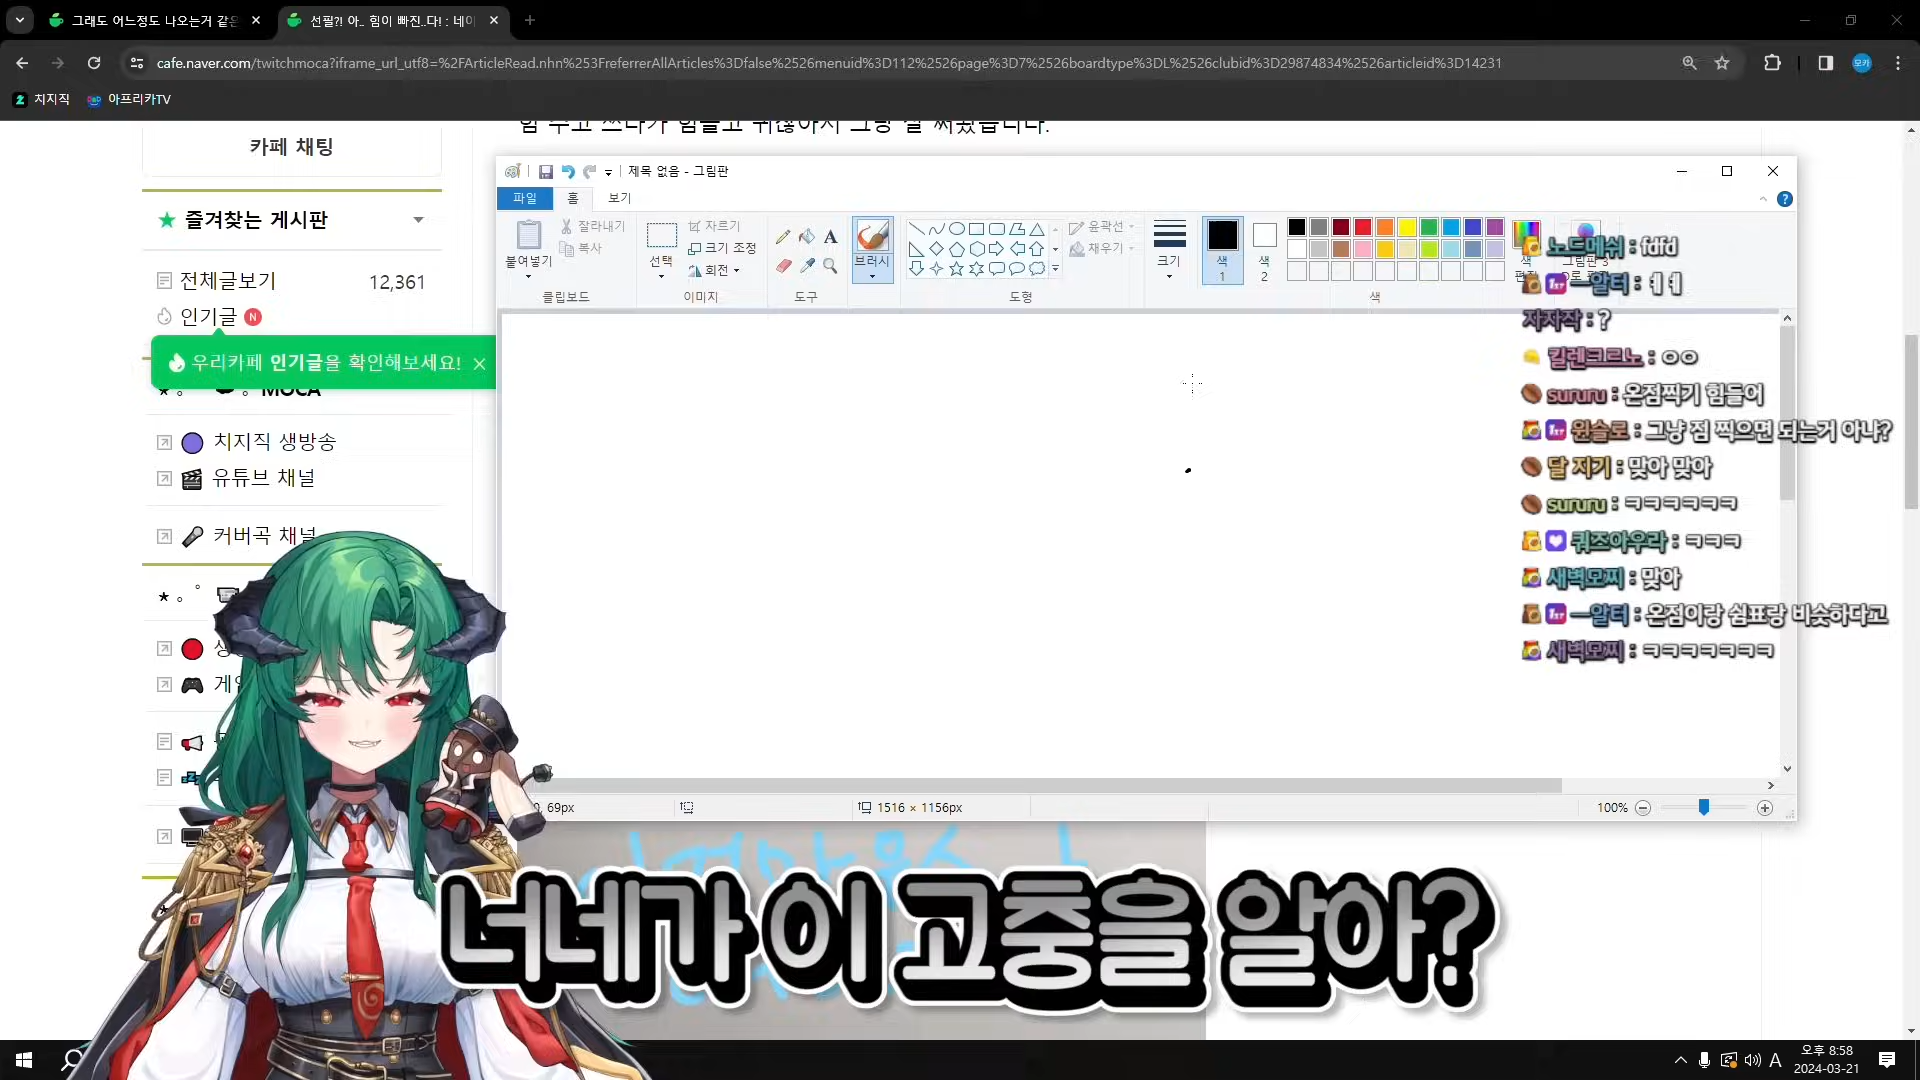 그래도 어느정도 나오는거 같은
선필?! 아.. 힘이 빠진..다! : 네이
cafe.naver.com/twitchmoca?iframe_url_utf8=%2FArticleRead.nhn%253FreferrerAllArticles%3Dfalse%2526menuid%3D112%2526page%3D7%2526boardtype%3DL%2526clubid%3D29874834%2526articleid%3D14231
모카
치지직
아프리카TV
카페 채팅
즐겨찾는 게시판
전체글보기 12,361
인기글 N
우리카페 인기글을 확인해보세요!
MOCA
치지직 생방송
유튜브 채널
커버곡 채널
제목 없음 - 그림판
파일 홈 보기
붙여넣기
잘라내기
복사
클립보드
선택
자르기
크기 조정
회전
이미지
도구
브러시
윤곽선
채우기
도형
크기
색 1
색 2
색
노드메쉬 : fdfd
一알터 : ㅔㅔ
쟈쟈작 : ?
킬렌크르노 : ㅇㅇ
sururu : 온점찍기 힘들어
윈슬로 : 그냥 점 찍으면 되는거 아냐?
달 지기 : 맞아 맞아
sururu : ㅋㅋㅋㅋㅋㅋ
쿼즈아우라 : ㅋㅋㅋ
새벽모찌 : 맞아
一알터 : 온점이랑 쉼표랑 비슷하다고
새벽모찌 : ㅋㅋㅋㅋㅋㅋㅋ
69px
1516 × 1156px
100%
너네가 이 고충을 알아?
A
오후 8:58
2024-03-21